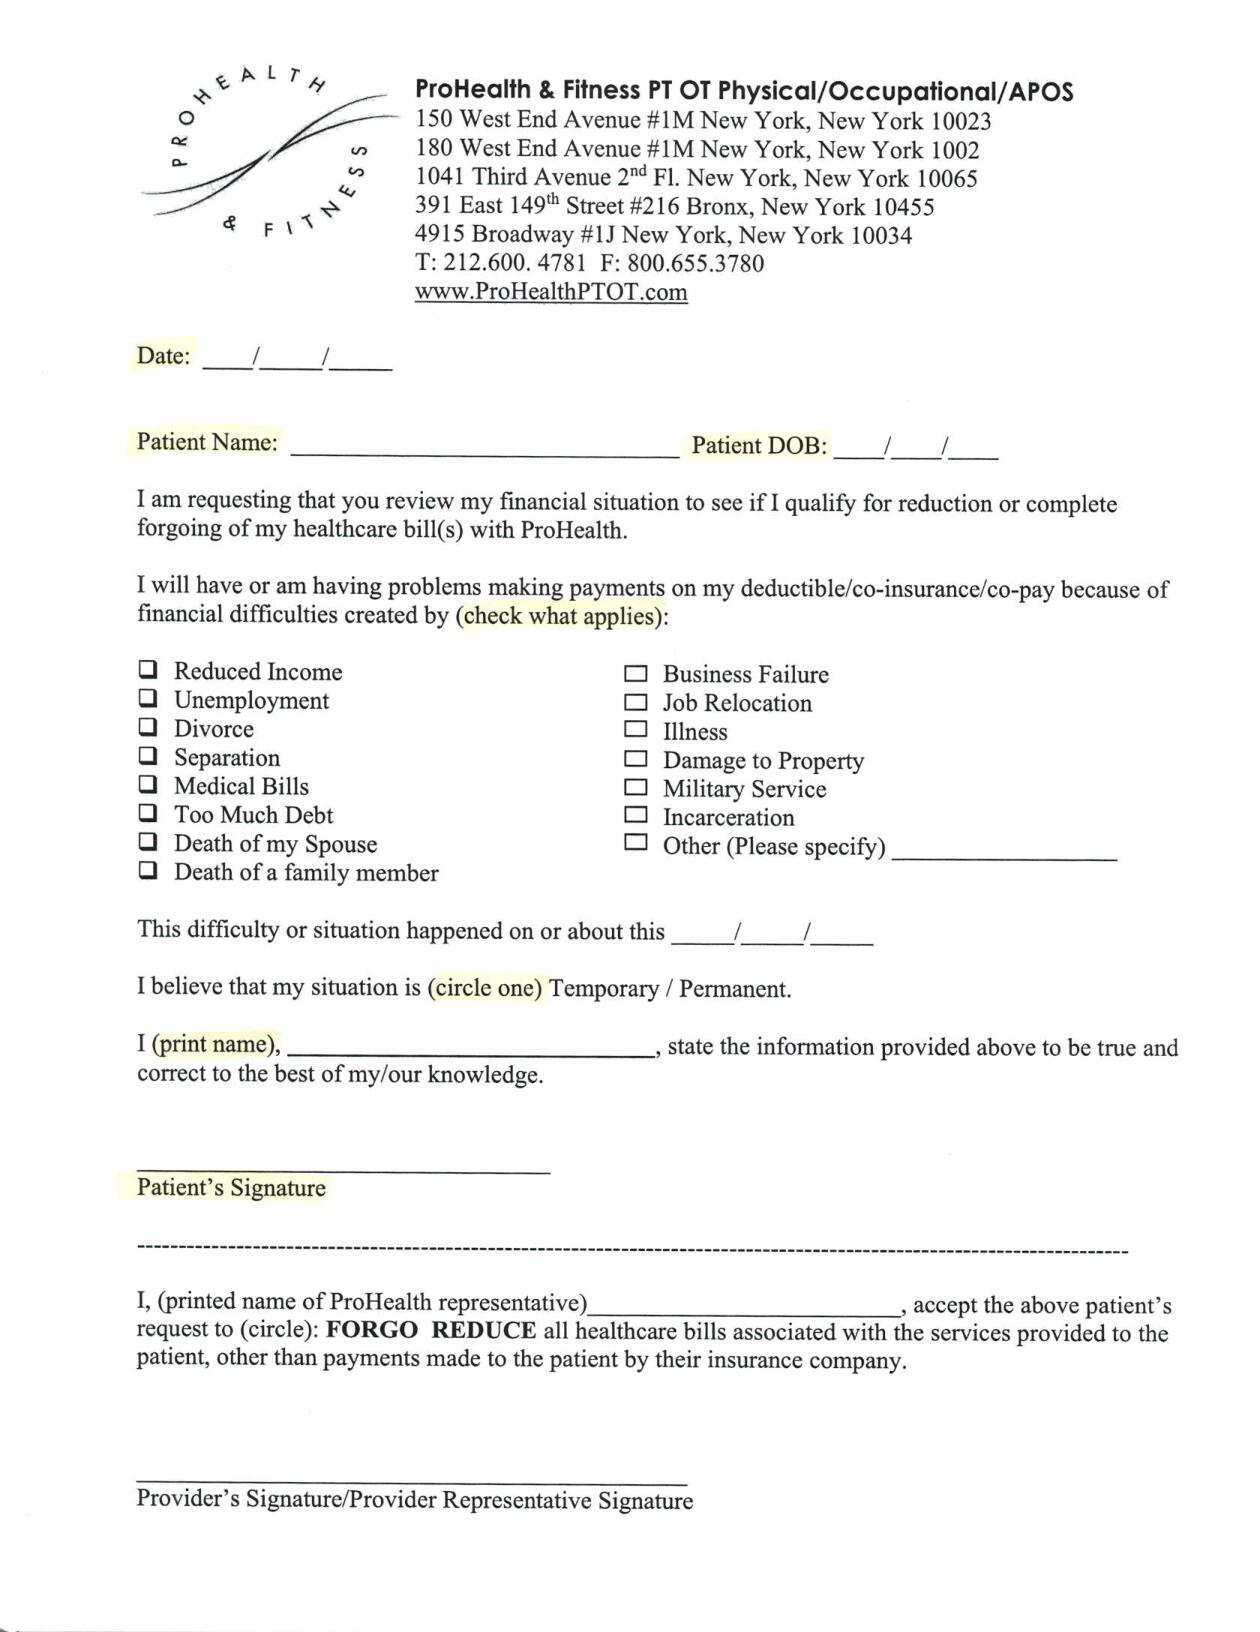 PROHEALTH & FITNESS
ProHealth & Fitness PT OT Physical/Occupational/APOS
150 West End Avenue #1M New York, New York 10023
180 West End Avenue #1M New York, New York 1002
1041 Third Avenue 2nd Fl. New York, New York 10065
391 East 149th Street #216 Bronx, New York 10455
4915 Broadway #1J New York, New York 10034
T: 212.600. 4781 F: 800.655.3780
www.ProHealthPTOT.com
Date: ____/_____/_____
Patient Name: ______________________________ Patient DOB: ____/____/____
I am requesting that you review my financial situation to see if I qualify for reduction or complete
forgoing of my healthcare bill(s) with ProHealth.
I will have or am having problems making payments on my deductible/co-insurance/co-pay because of
financial difficulties created by (check what applies):
❏ Reduced Income
❏ Unemployment
❏ Divorce
❏ Separation
❏ Medical Bills
❏ Too Much Debt
❏ Death of my Spouse
❏ Death of a family member
☐ Business Failure
☐ Job Relocation
☐ Illness
☐ Damage to Property
☐ Military Service
☐ Incarceration
☐ Other (Please specify) __________________
This difficulty or situation happened on or about this _____/_____/_____
I believe that my situation is (circle one) Temporary / Permanent.
I (print name), _____________________________, state the information provided above to be true and
correct to the best of my/our knowledge.
Patient's Signature
I, (printed name of ProHealth representative)_________________________, accept the above patient's
request to (circle): FORGO REDUCE all healthcare bills associated with the services provided to the
patient, other than payments made to the patient by their insurance company.
Provider's Signature/Provider Representative Signature